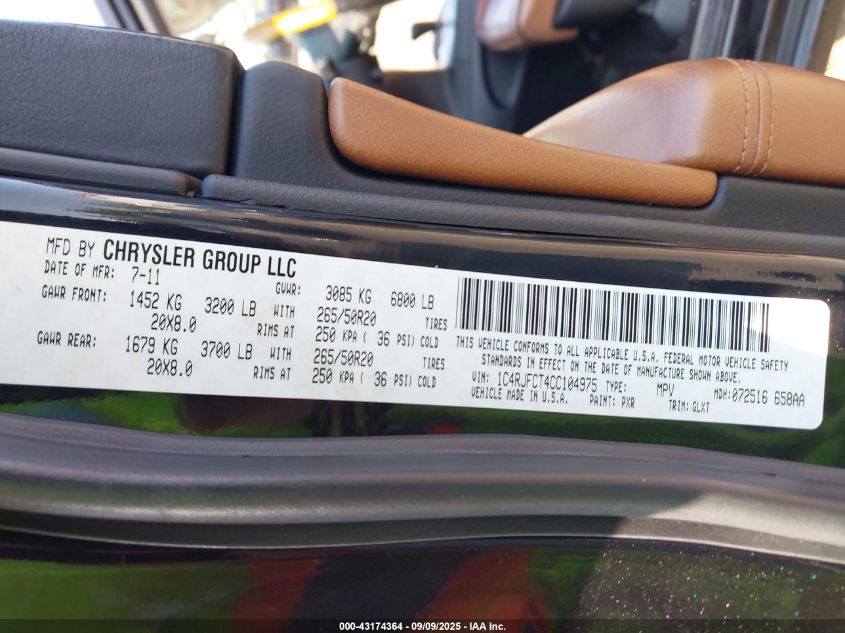 MFD BY CHRYSLER GROUP LLC
DATE OF MFR: 7-11 GVWR: 3085 KG 6800 LB
GAWR FRONT: 1452 KG 3200 LB WITH 265/50R20 TIRES
20X8.0 RIMS AT 250 KPA ( 36 PSI) COLD
GAWR REAR: 1679 KG 3700 LB WITH 265/50R20 TIRES
20X8.0 RIMS AT 250 KPA ( 36 PSI) COLD
THIS VEHICLE CONFORMS TO ALL APPLICABLE U.S.A. FEDERAL MOTOR VEHICLE SAFETY
STANDARDS IN EFFECT ON THE DATE OF MANUFACTURE SHOWN ABOVE.
VIN: 1C4RJFCT4CC104975 TYPE: MPV MDH: 072516 658AA
VEHICLE MADE IN U.S.A. PAINT: PXR TRIM: GLXT
000-43174364 - 09/09/2025 - IAA Inc.